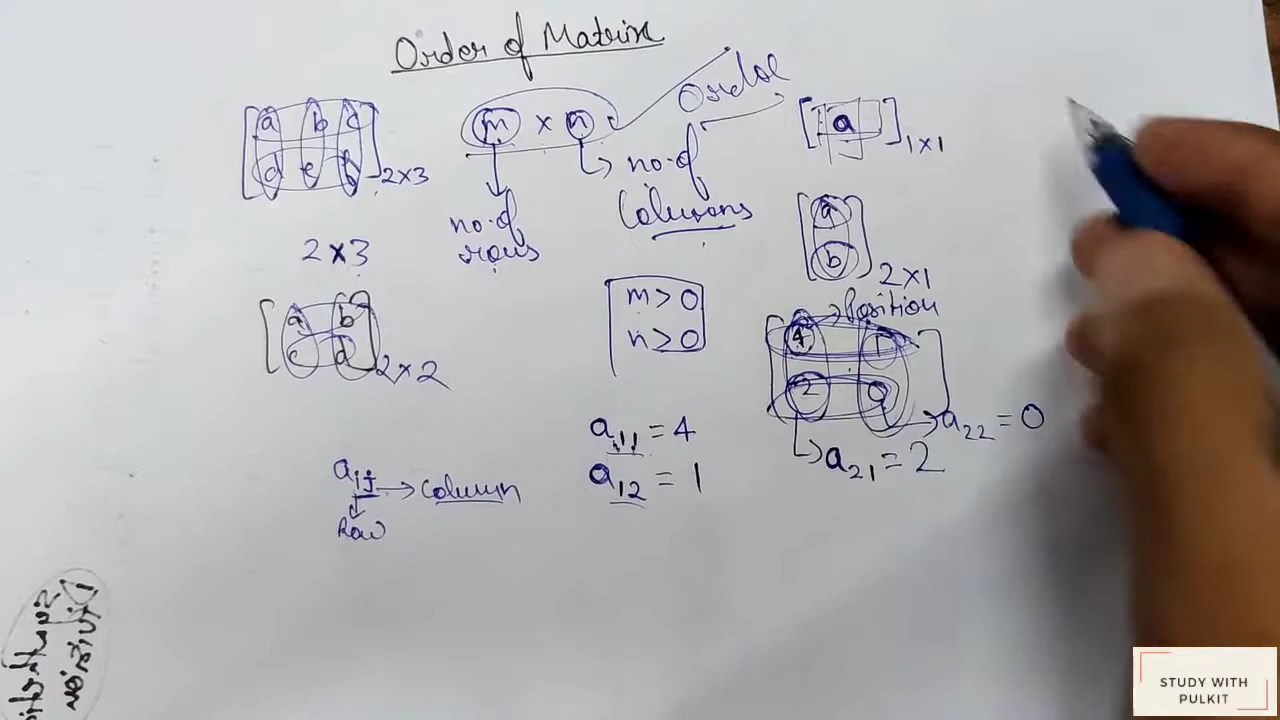 Order of Matrix
a b c
d e f
2×3
m × n
Order
no. of rows
no. of Columns
2×3
[a] 1×1
a
b
2×1
a b
c d
2×2
m > 0
n > 0
Position
4 1
2 0
a₂₂ = 0
a₂₁ = 2
a₁₁ = 4
a₁₂ = 1
aᵢⱼ → Column
Row
STUDY WITH
PULKIT